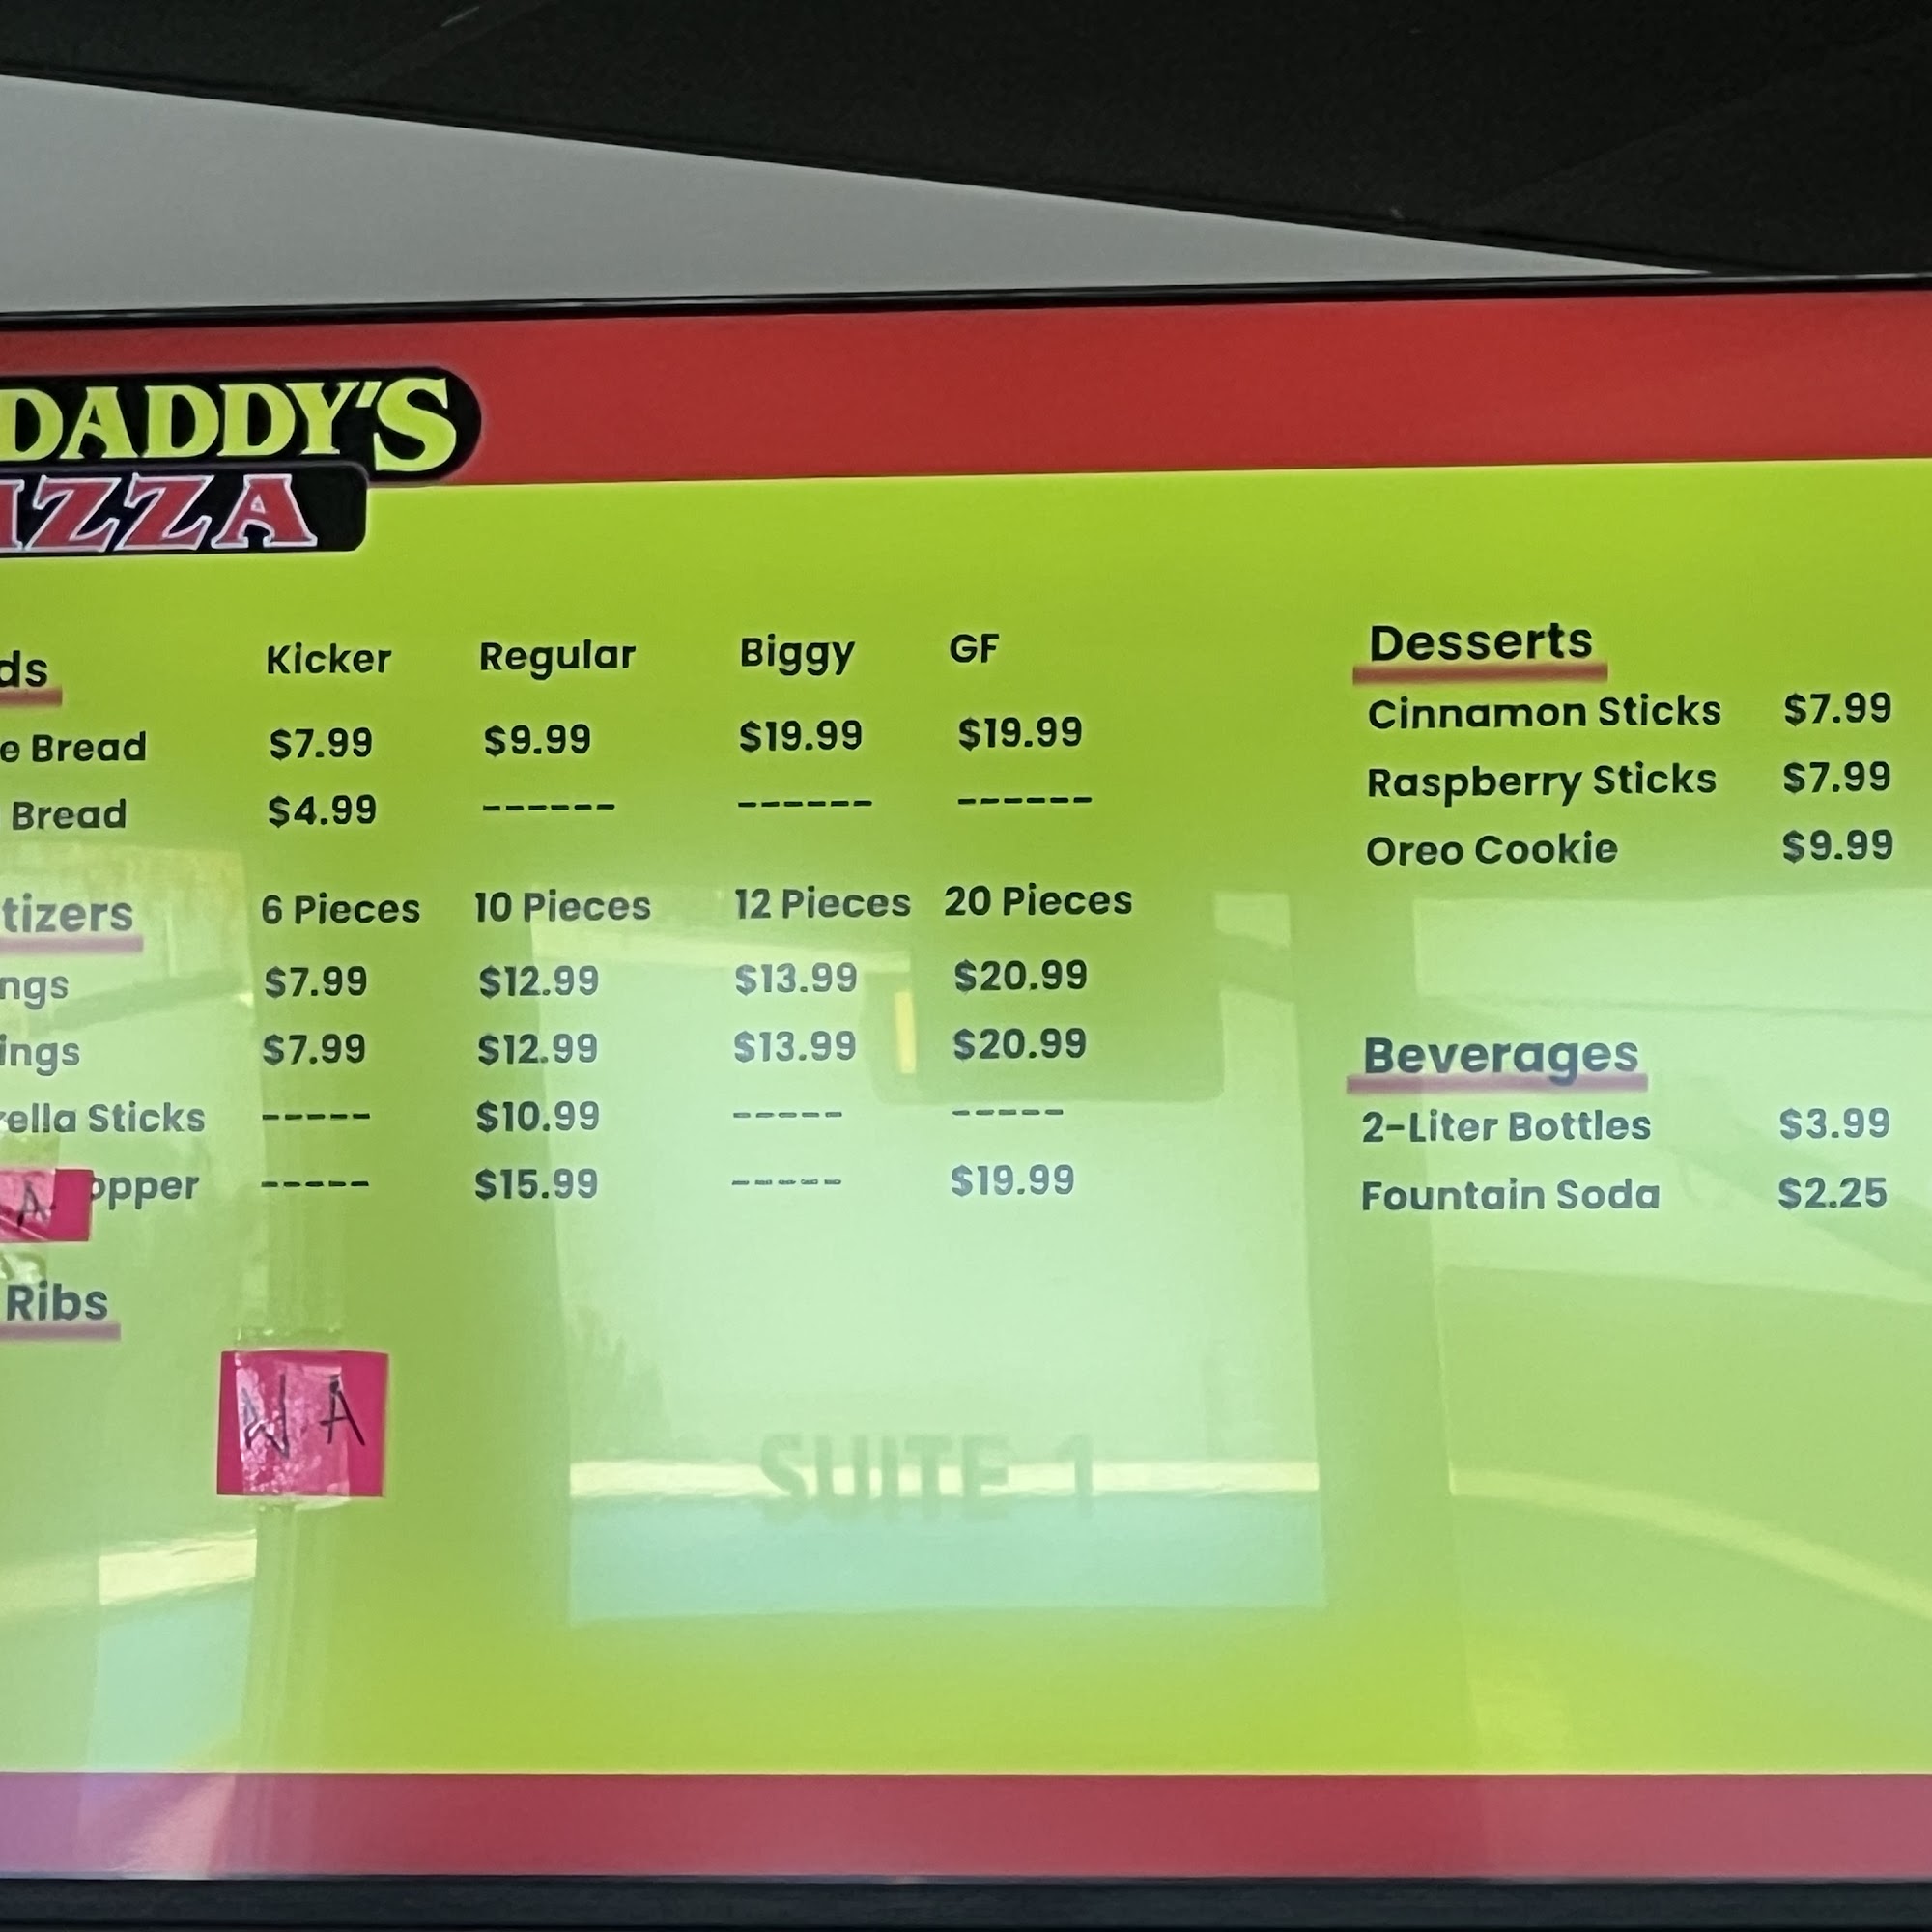 DADDY'S
IZZA
ds Kicker Regular Biggy GF
e Bread $7.99 $9.99 $19.99 $19.99
Bread $4.99 ------ ------ ------
tizers 6 Pieces 10 Pieces 12 Pieces 20 Pieces
ngs $7.99 $12.99 $13.99 $20.99
ings $7.99 $12.99 $13.99 $20.99
rella Sticks ----- $10.99 ----- -----
A opper ----- $15.99 ----- $19.99
Ribs
NA
SUITE 1
Desserts
Cinnamon Sticks $7.99
Raspberry Sticks $7.99
Oreo Cookie $9.99
Beverages
2-Liter Bottles $3.99
Fountain Soda $2.25